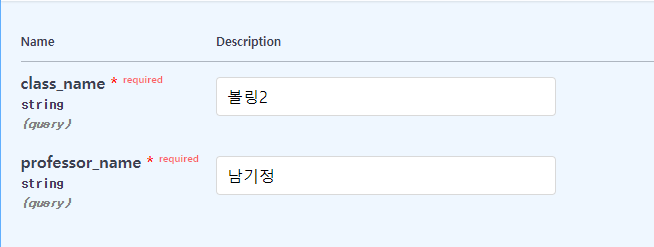 Name Description
class_name * required
string
(query)
볼링2
professor_name * required
string
(query)
남기정